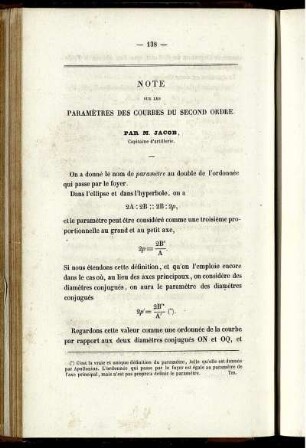 — 138 —
NOTE
SUR LES
PARAMÈTRES DES COURBES DU SECOND ORDRE.
PAR M. JACOB,
Capitaine d'artillerie.
On a donné le nom de paramètre au double de l'ordonnée
qui passe par le foyer.
Dans l'ellipse et dans l'hyperbole, on a
2A : 2B :: 2B : 2p,
et le paramètre peut être considéré comme une troisième pro-
portionnelle au grand et au petit axe,
2p = 2B² / A
Si nous étendons cette définition, et qu'on l'emploie encore
dans le cas où, au lieu des axes principaux, on considère des
diamètres conjugués, on aura le paramètre des diamètres
conjugués
2p' = 2B'² / A' (*).
Regardons cette valeur comme une ordonnée de la courbe
par rapport aux deux diamètres conjugués ON et OQ, et
(*) C'est la vraie et unique définition du paramètre, telle qu'elle est donnée
par Apollonius. L'ordonnée qui passe par le foyer est égale au paramètre de
l'axe principal, mais n'est pas propre à définir le paramètre. TM.